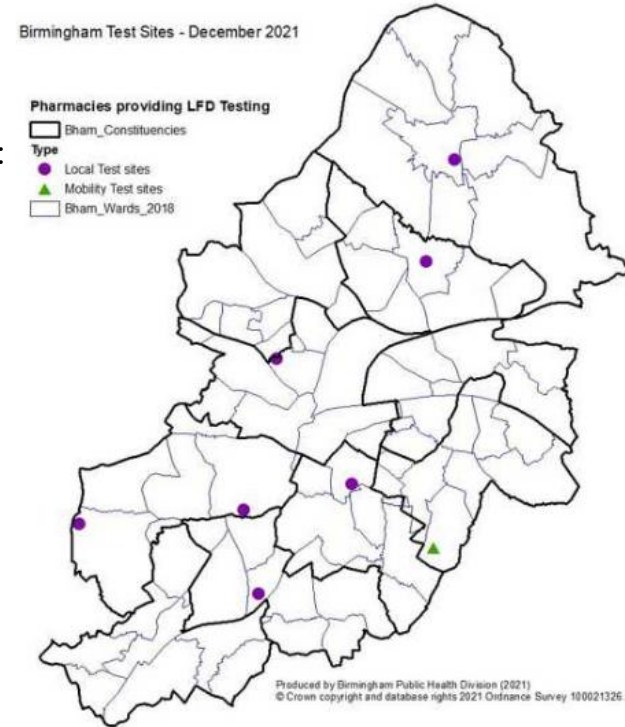 Birmingham Test Sites - December 2021
:
Pharmacies providing LFD Testing
Bham_Constituencies
Type
Local Test sites
Mobility Test sites
Bham_Wards_2018
Produced by Birmingham Public Health Division (2021)
© Crown copyright and database rights 2021 Ordnance Survey 100021326.